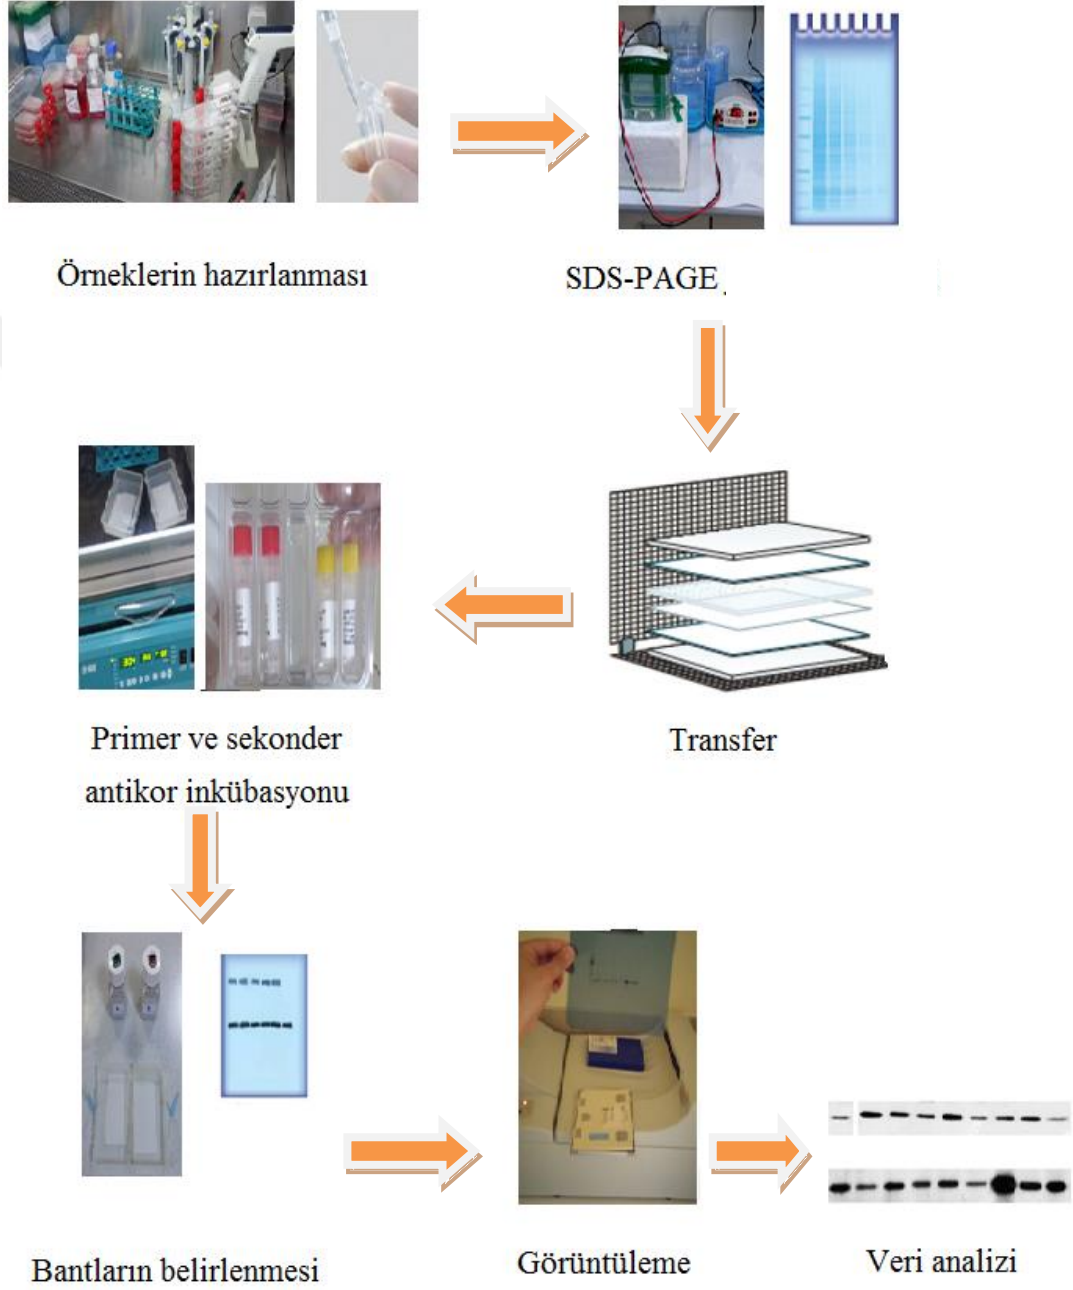 Örneklerin hazırlanması
SDS-PAGE
Transfer
Primer ve sekonder
antikor inkübasyonu
Bantların belirlenmesi
Görüntüleme
Veri analizi